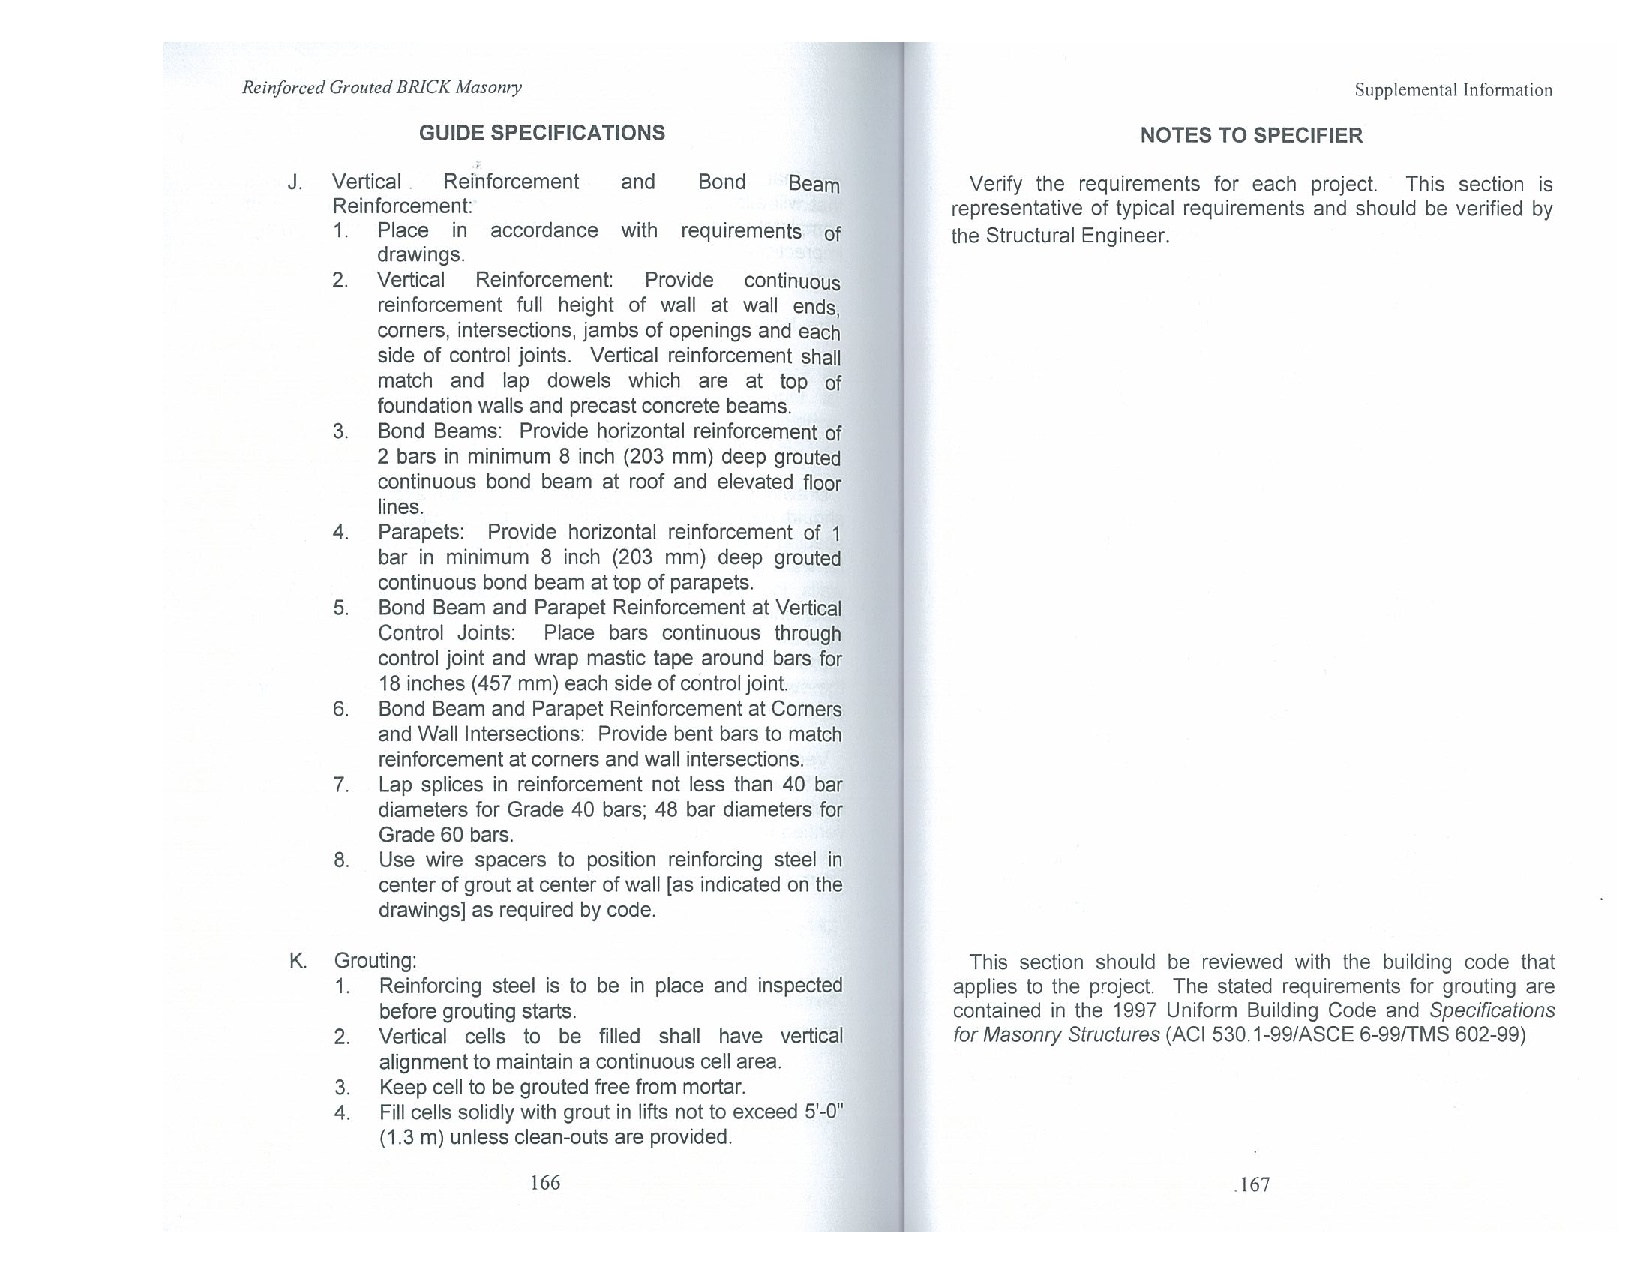 Reinforced Grouted BRICK Masonry
GUIDE SPECIFICATIONS
J. Vertical Reinforcement and Bond Beam
Reinforcement:
1. Place in accordance with requirements of
drawings.
2. Vertical Reinforcement: Provide continuous
reinforcement full height of wall at wall ends,
corners, intersections, jambs of openings and each
side of control joints. Vertical reinforcement shall
match and lap dowels which are at top of
foundation walls and precast concrete beams.
3. Bond Beams: Provide horizontal reinforcement of
2 bars in minimum 8 inch (203 mm) deep grouted
continuous bond beam at roof and elevated floor
lines.
4. Parapets: Provide horizontal reinforcement of 1
bar in minimum 8 inch (203 mm) deep grouted
continuous bond beam at top of parapets.
5. Bond Beam and Parapet Reinforcement at Vertical
Control Joints: Place bars continuous through
control joint and wrap mastic tape around bars for
18 inches (457 mm) each side of control joint.
6. Bond Beam and Parapet Reinforcement at Corners
and Wall Intersections: Provide bent bars to match
reinforcement at corners and wall intersections.
7. Lap splices in reinforcement not less than 40 bar
diameters for Grade 40 bars; 48 bar diameters for
Grade 60 bars.
8. Use wire spacers to position reinforcing steel in
center of grout at center of wall [as indicated on the
drawings] as required by code.
K. Grouting:
1. Reinforcing steel is to be in place and inspected
before grouting starts.
2. Vertical cells to be filled shall have vertical
alignment to maintain a continuous cell area.
3. Keep cell to be grouted free from mortar.
4. Fill cells solidly with grout in lifts not to exceed 5'-0"
(1.3 m) unless clean-outs are provided.
166
Supplemental Information
NOTES TO SPECIFIER
Verify the requirements for each project. This section is
representative of typical requirements and should be verified by
the Structural Engineer.
This section should be reviewed with the building code that
applies to the project. The stated requirements for grouting are
contained in the 1997 Uniform Building Code and Specifications
for Masonry Structures (ACI 530.1-99/ASCE 6-99/TMS 602-99)
167